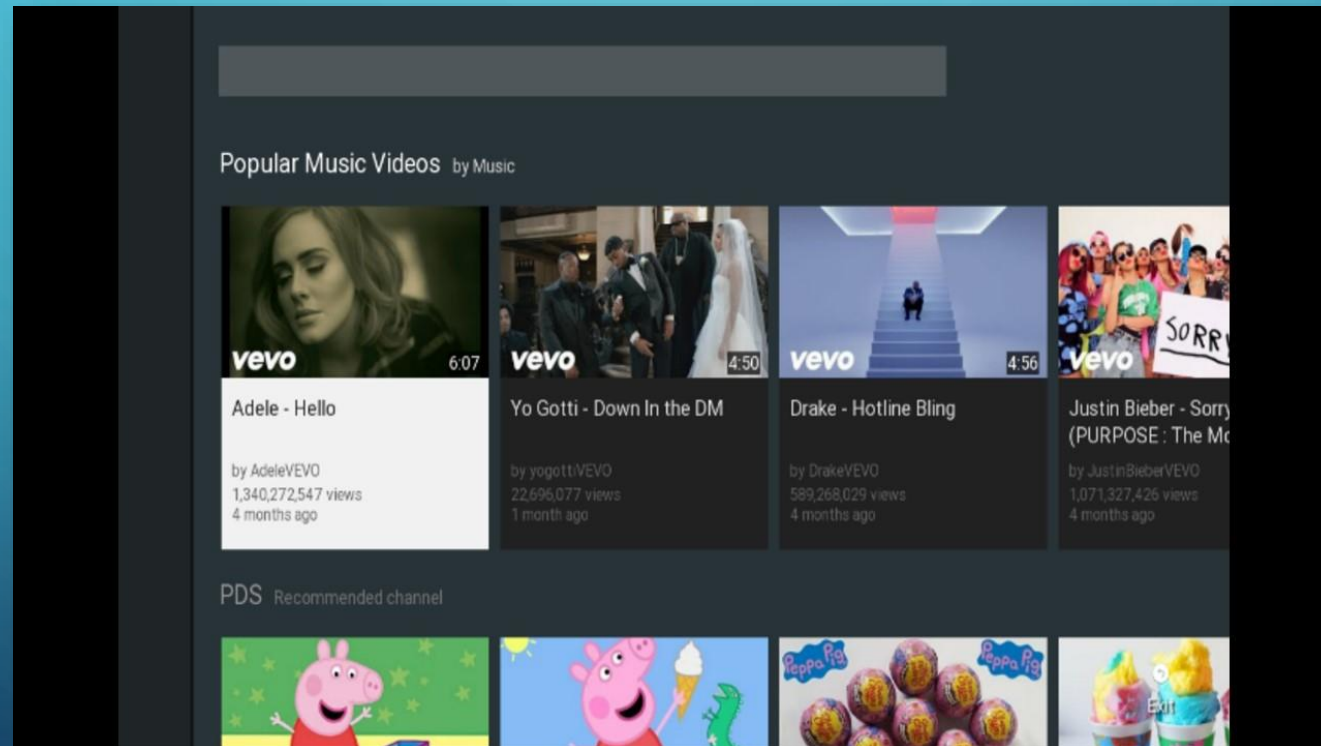 Popular Music Videos by Music
vevo 6:07
vevo 4:50
vevo 4:56
SORRY
vevo
Adele - Hello
Yo Gotti - Down In the DM
Drake - Hotline Bling
Justin Bieber - Sorry
(PURPOSE : The Mo
by AdeleVEVO
1,340,272,547 views
4 months ago
by yogottiVEVO
22,696,077 views
1 month ago
by DrakeVEVO
589,268,029 views
4 months ago
by JustinBieberVEVO
1,071,327,426 views
4 months ago
PDS Recommended channel
Peppa Pig
Peppa Pig
Exit